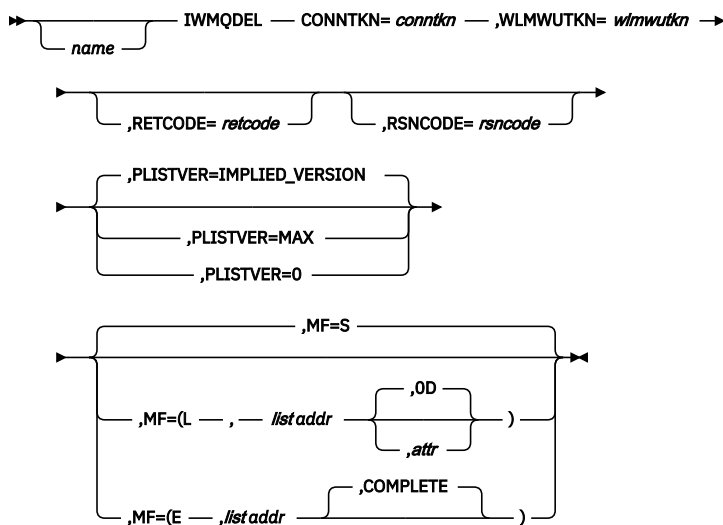 IWMQDEL CONNTKN= conntkn ,WLMWUTKN= wlmwutkn
name
,RETCODE= retcode ,RSNCODE= rsncode
,PLISTVER=IMPLIED_VERSION
,PLISTVER=MAX
,PLISTVER=0
,MF=S
,0D
,MF=(L , list addr )
,attr
,COMPLETE
,MF=(E ,list addr )